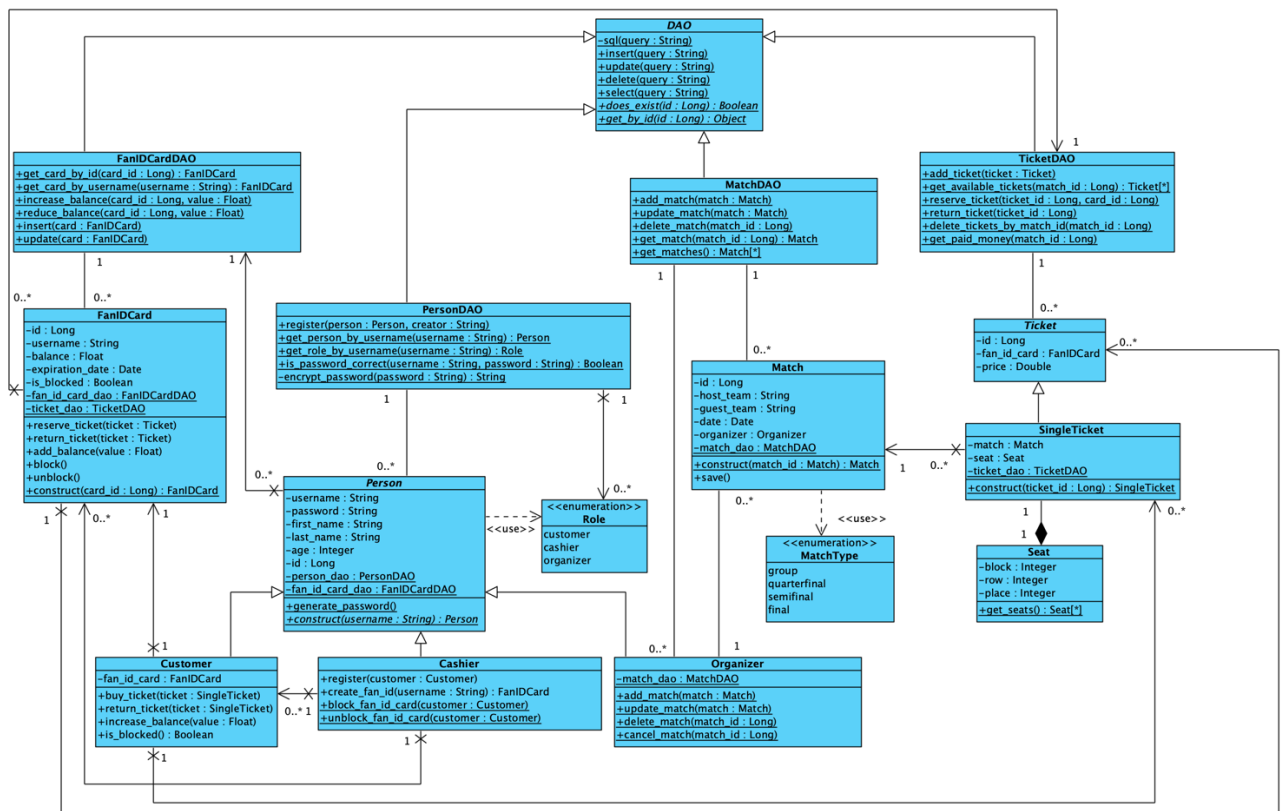 DAO
-sql(query : String)
+insert(query : String)
+update(query : String)
+delete(query : String)
+select(query : String)
+does_exist(id : Long) : Boolean
+get_by_id(id : Long) : Object
FanIDCardDAO
+get_card_by_id(card_id : Long) : FanIDCard
+get_card_by_username(username : String) : FanIDCard
+increase_balance(card_id : Long, value : Float)
+reduce_balance(card_id : Long, value : Float)
+insert(card : FanIDCard)
+update(card : FanIDCard)
1
1
MatchDAO
+add_match(match : Match)
+update_match(match : Match)
+delete_match(match_id : Long)
+get_match(match_id : Long) : Match
+get_matches() : Match[*]
1
1
1
TicketDAO
+add_ticket(ticket : Ticket)
+get_available_tickets(match_id : Long) : Ticket[*]
+reserve_ticket(ticket_id : Long, card_id : Long)
+return_ticket(ticket_id : Long)
+delete_tickets_by_match_id(match_id : Long)
+get_paid_money(match_id : Long)
1
0..*
0..*
0..*
FanIDCard
-id : Long
-username : String
-balance : Float
-expiration_date : Date
-is_blocked : Boolean
-fan_id_card_dao : FanIDCardDAO
-ticket_dao : TicketDAO
+reserve_ticket(ticket : Ticket)
+return_ticket(ticket : Ticket)
+add_balance(value : Float)
+block()
+unblock()
+construct(card_id : Long) : FanIDCard
1
0..*
1
PersonDAO
+register(person : Person, creator : String)
+get_person_by_username(username : String) : Person
+get_role_by_username(username : String) : Role
+is_password_correct(username : String, password : String) : Boolean
-encrypt_password(password : String) : String
1
1
0..*
0..*
0..*
0..*
Match
-id : Long
-host_team : String
-guest_team : String
-date : Date
-organizer : Organizer
-match_dao : MatchDAO
+construct(match_id : Match) : Match
+save()
0..*
1
0..*
Ticket
-id : Long
-fan_id_card : FanIDCard
-price : Double
0..*
SingleTicket
-match : Match
-seat : Seat
-ticket_dao : TicketDAO
+construct(ticket_id : Long) : SingleTicket
1
0..*
Person
-username : String
-password : String
-first_name : String
-last_name : String
-age : Integer
-id : Long
-person_dao : PersonDAO
-fan_id_card_dao : FanIDCardDAO
+generate_password()
+construct(username : String) : Person
<<use>>
<<enumeration>>
Role
customer
cashier
organizer
<<use>>
<<enumeration>>
MatchType
group
quarterfinal
semifinal
final
1
Seat
-block : Integer
-row : Integer
-place : Integer
+get_seats() : Seat[*]
1
Customer
-fan_id_card : FanIDCard
+buy_ticket(ticket : SingleTicket)
+return_ticket(ticket : SingleTicket)
+increase_balance(value : Float)
+is_blocked() : Boolean
1
0..*
1
Cashier
+register(customer : Customer)
+create_fan_id(username : String) : FanIDCard
+block_fan_id_card(customer : Customer)
+unblock_fan_id_card(customer : Customer)
1
0..*
1
Organizer
-match_dao : MatchDAO
+add_match(match : Match)
+update_match(match : Match)
+delete_match(match_id : Long)
+cancel_match(match_id : Long)